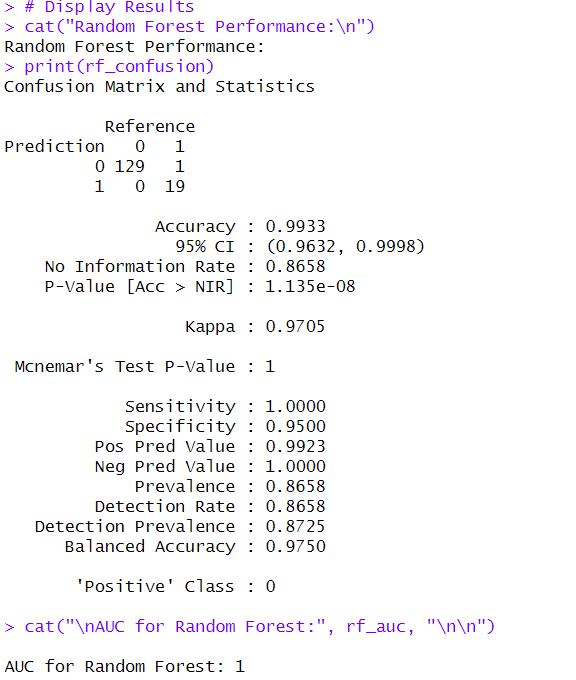 > # Display Results
> cat("Random Forest Performance:\n")
Random Forest Performance:
> print(rf_confusion)
Confusion Matrix and Statistics

          Reference
Prediction   0   1
         0 129   1
         1   0  19

               Accuracy : 0.9933
                 95% CI : (0.9632, 0.9998)
    No Information Rate : 0.8658
    P-Value [Acc > NIR] : 1.135e-08

                  Kappa : 0.9705

 Mcnemar's Test P-Value : 1

            Sensitivity : 1.0000
            Specificity : 0.9500
         Pos Pred Value : 0.9923
         Neg Pred Value : 1.0000
             Prevalence : 0.8658
         Detection Rate : 0.8658
   Detection Prevalence : 0.8725
      Balanced Accuracy : 0.9750

       'Positive' Class : 0

> cat("\nAUC for Random Forest:", rf_auc, "\n\n")

AUC for Random Forest: 1